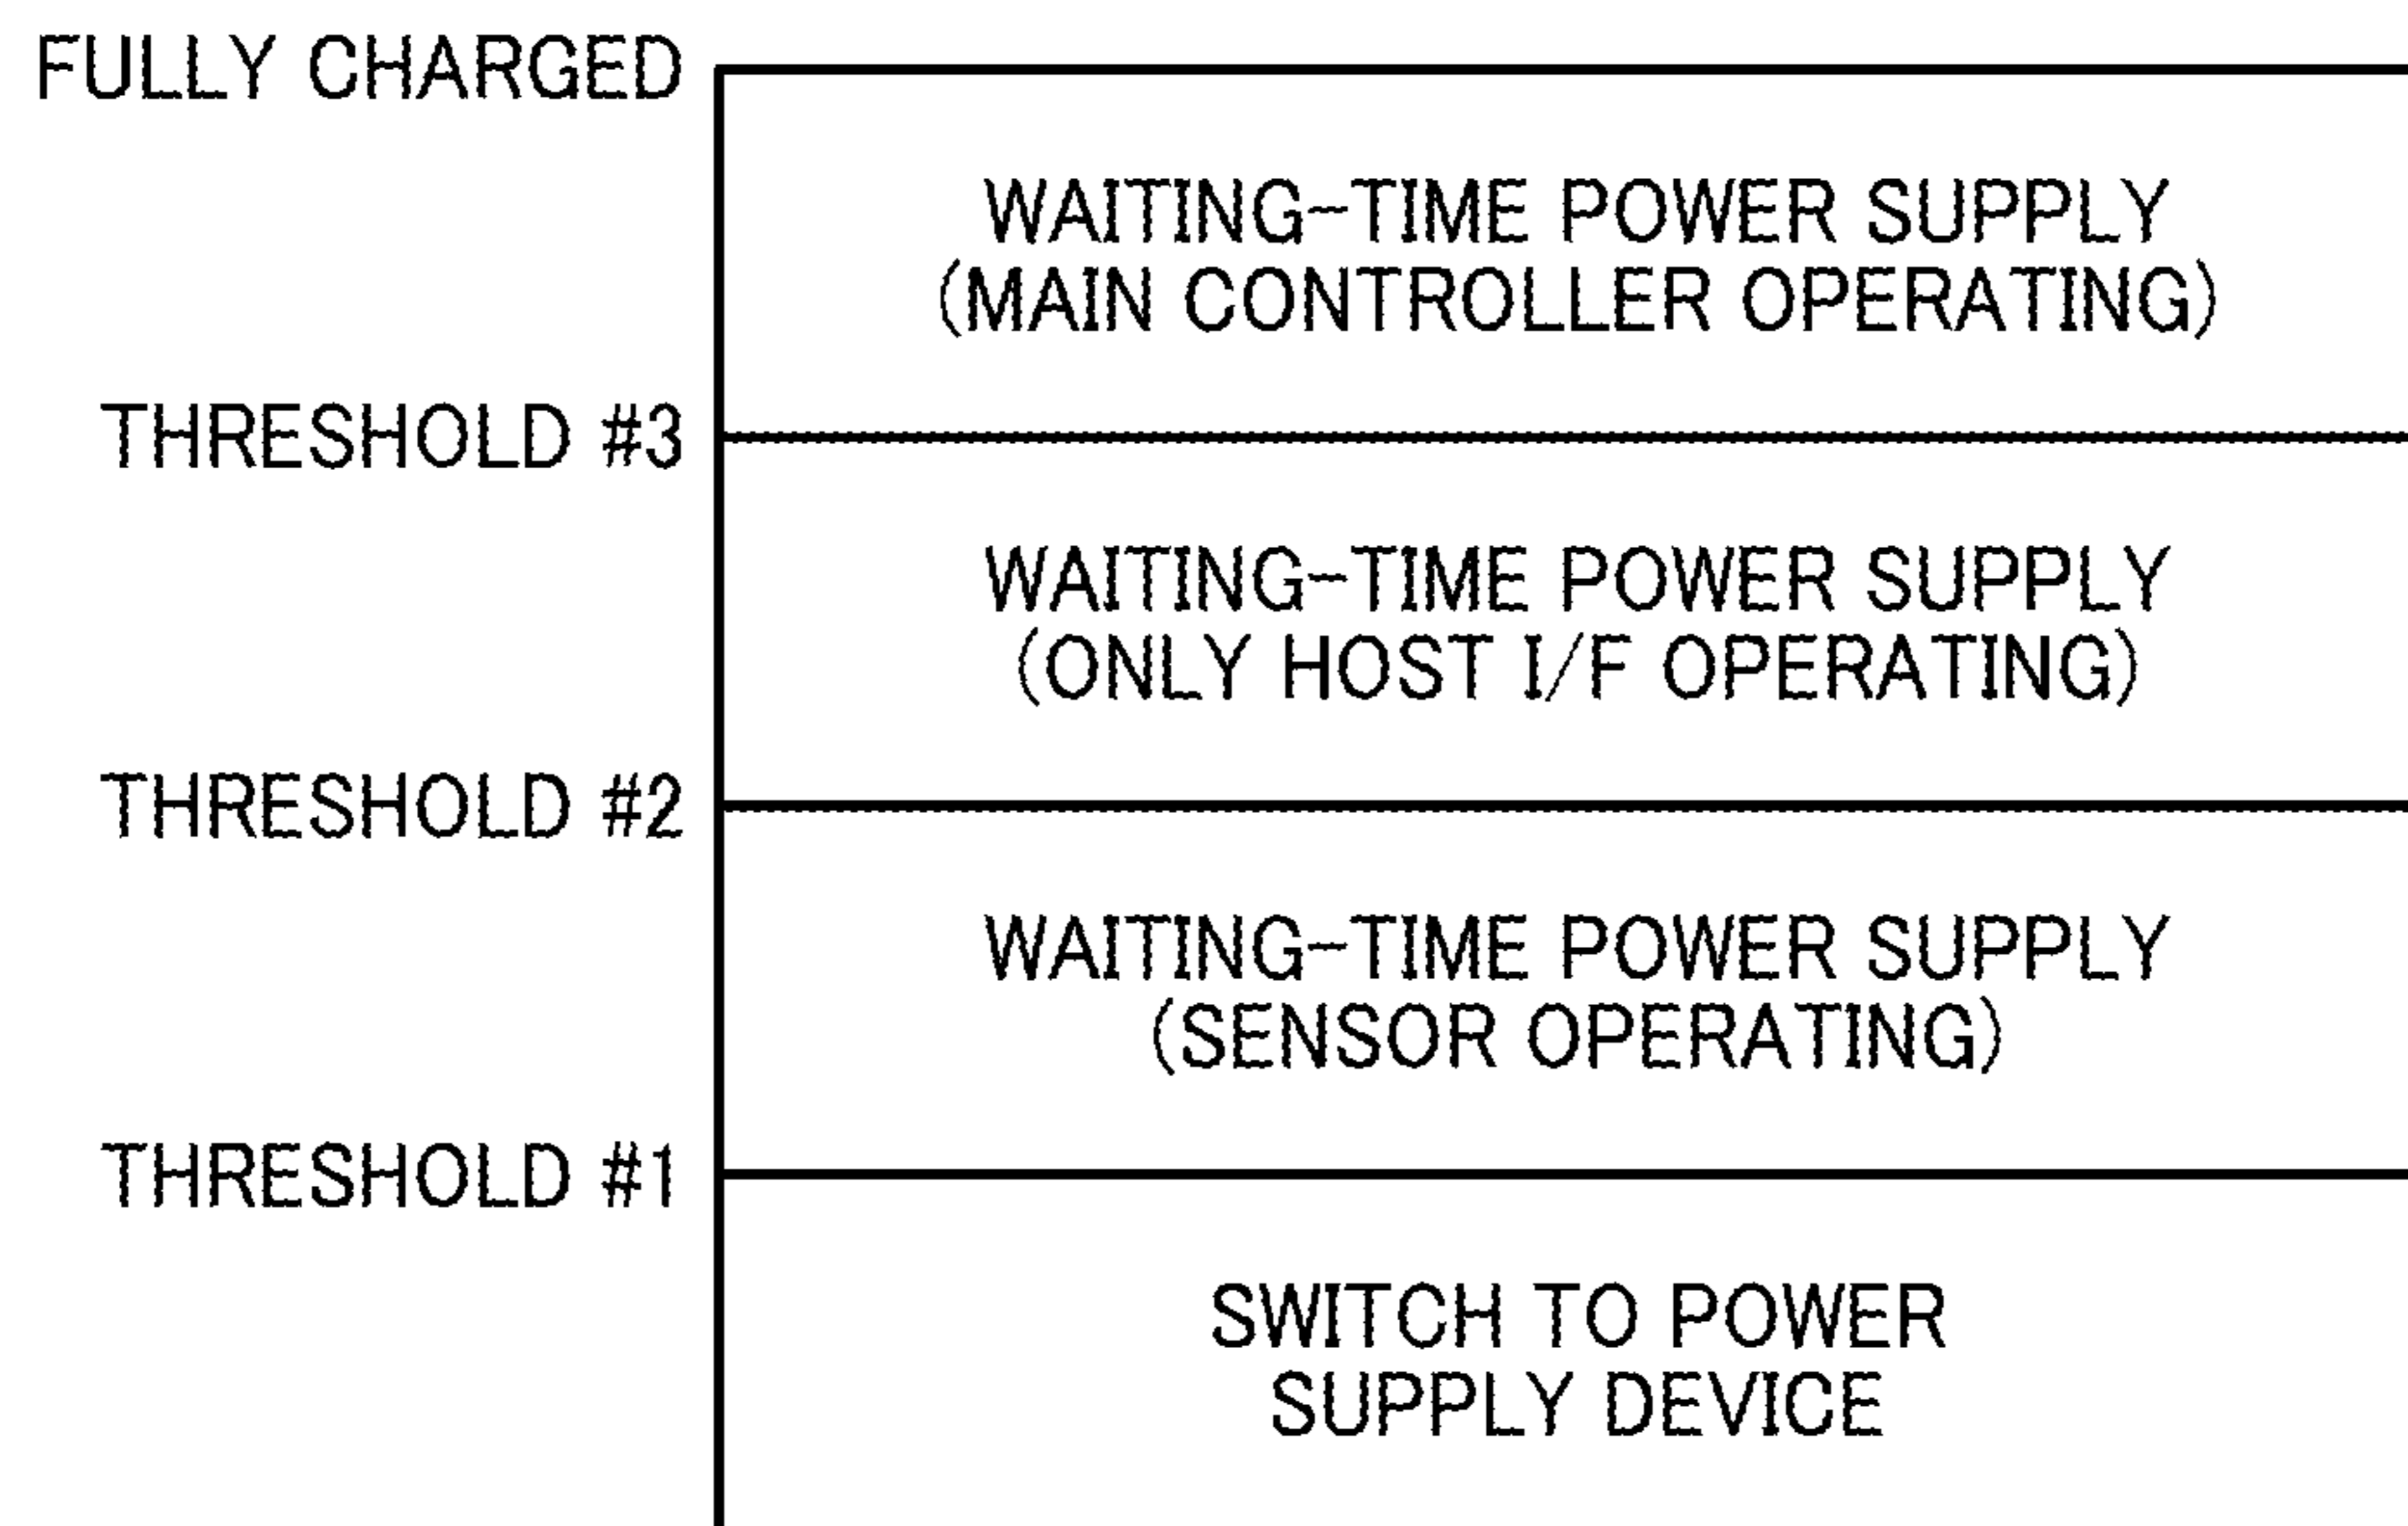 FULLY CHARGED
WAITING-TIME POWER SUPPLY
(MAIN CONTROLLER OPERATING)
THRESHOLD #3
WAITING-TIME POWER SUPPLY
(ONLY HOST I/F OPERATING)
THRESHOLD #2
WAITING-TIME POWER SUPPLY
(SENSOR OPERATING)
THRESHOLD #1
SWITCH TO POWER
SUPPLY DEVICE